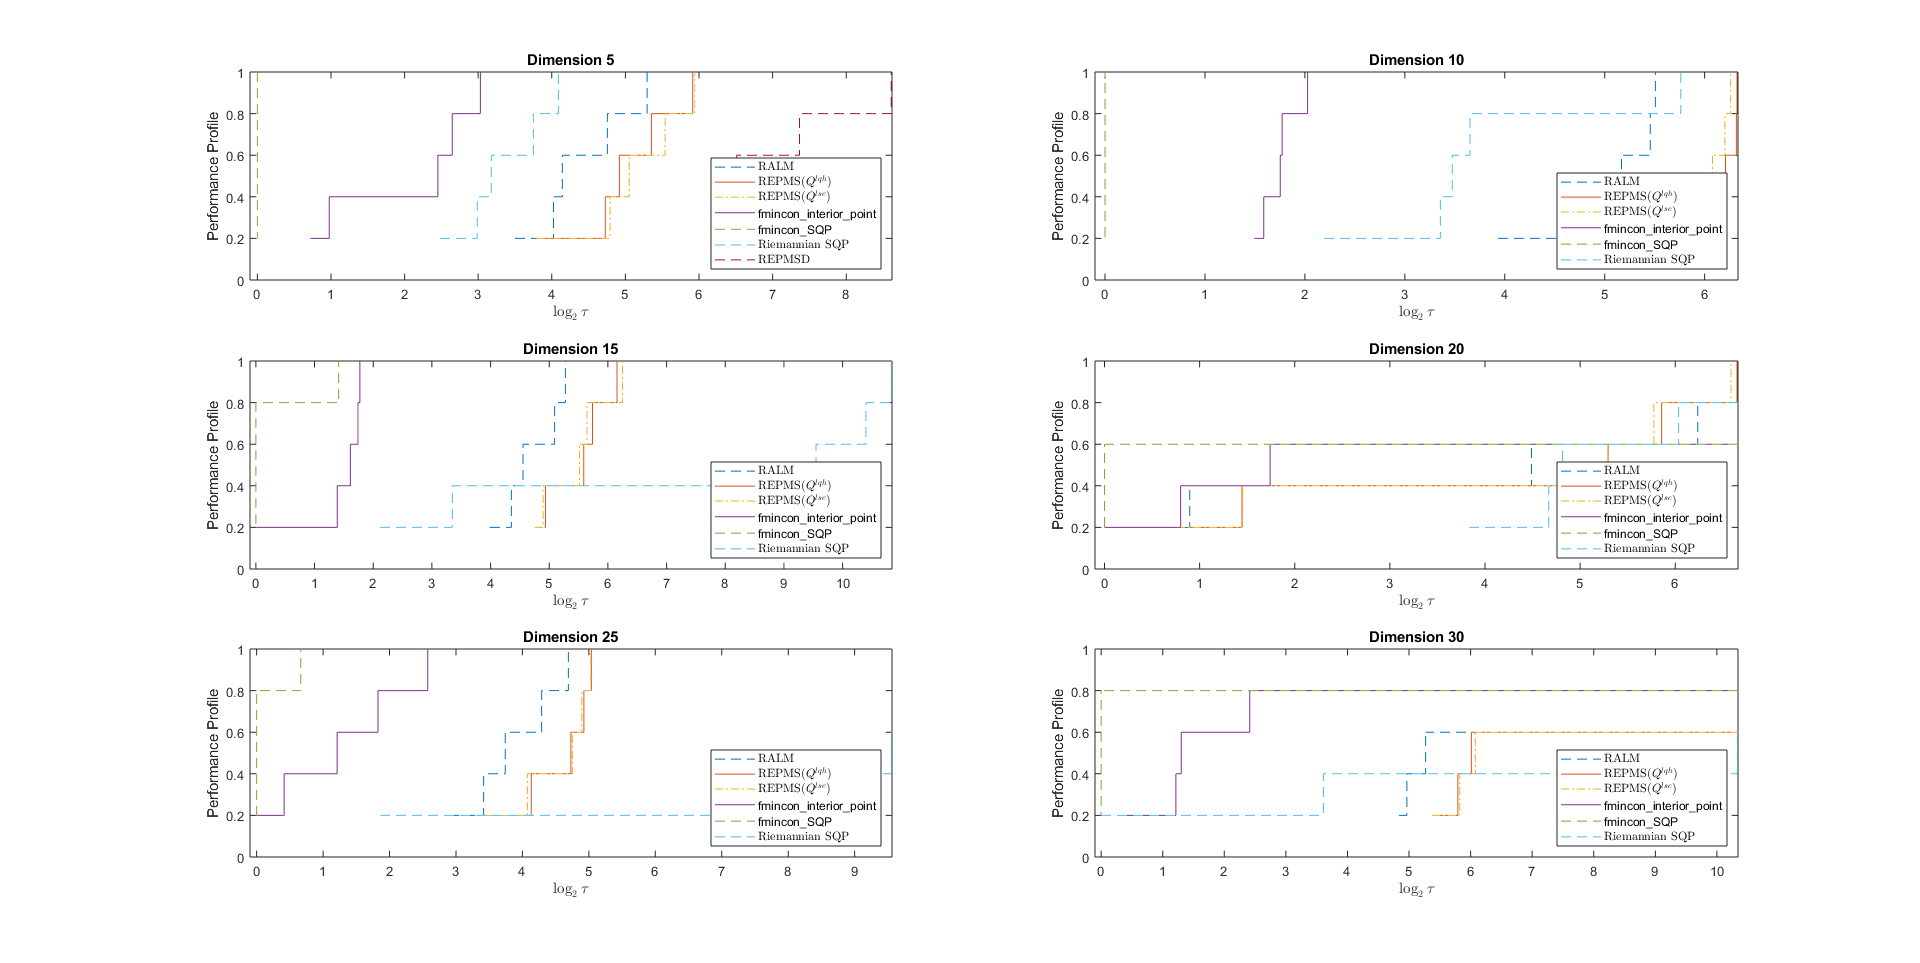 Dimension 5
Performance Profile
1
0.8
0.6
0.4
0.2
0
0 1 2 3 4 5 6 7 8
log₂ τ
RALM
REPMS(Q^lqh)
REPMS(Q^lse)
fmincon_interior_point
fmincon_SQP
Riemannian SQP
REPMSD
Dimension 10
Performance Profile
1
0.8
0.6
0.4
0.2
0
0 1 2 3 4 5 6
log₂ τ
RALM
REPMS(Q^lqh)
REPMS(Q^lse)
fmincon_interior_point
fmincon_SQP
Riemannian SQP
Dimension 15
Performance Profile
1
0.8
0.6
0.4
0.2
0
0 1 2 3 4 5 6 7 8 9 10
log₂ τ
RALM
REPMS(Q^lqh)
REPMS(Q^lse)
fmincon_interior_point
fmincon_SQP
Riemannian SQP
Dimension 20
Performance Profile
1
0.8
0.6
0.4
0.2
0
0 1 2 3 4 5 6
log₂ τ
RALM
REPMS(Q^lqh)
REPMS(Q^lse)
fmincon_interior_point
fmincon_SQP
Riemannian SQP
Dimension 25
Performance Profile
1
0.8
0.6
0.4
0.2
0
0 1 2 3 4 5 6 7 8 9
log₂ τ
RALM
REPMS(Q^lqh)
REPMS(Q^lse)
fmincon_interior_point
fmincon_SQP
Riemannian SQP
Dimension 30
Performance Profile
1
0.8
0.6
0.4
0.2
0
0 1 2 3 4 5 6 7 8 9 10
log₂ τ
RALM
REPMS(Q^lqh)
REPMS(Q^lse)
fmincon_interior_point
fmincon_SQP
Riemannian SQP